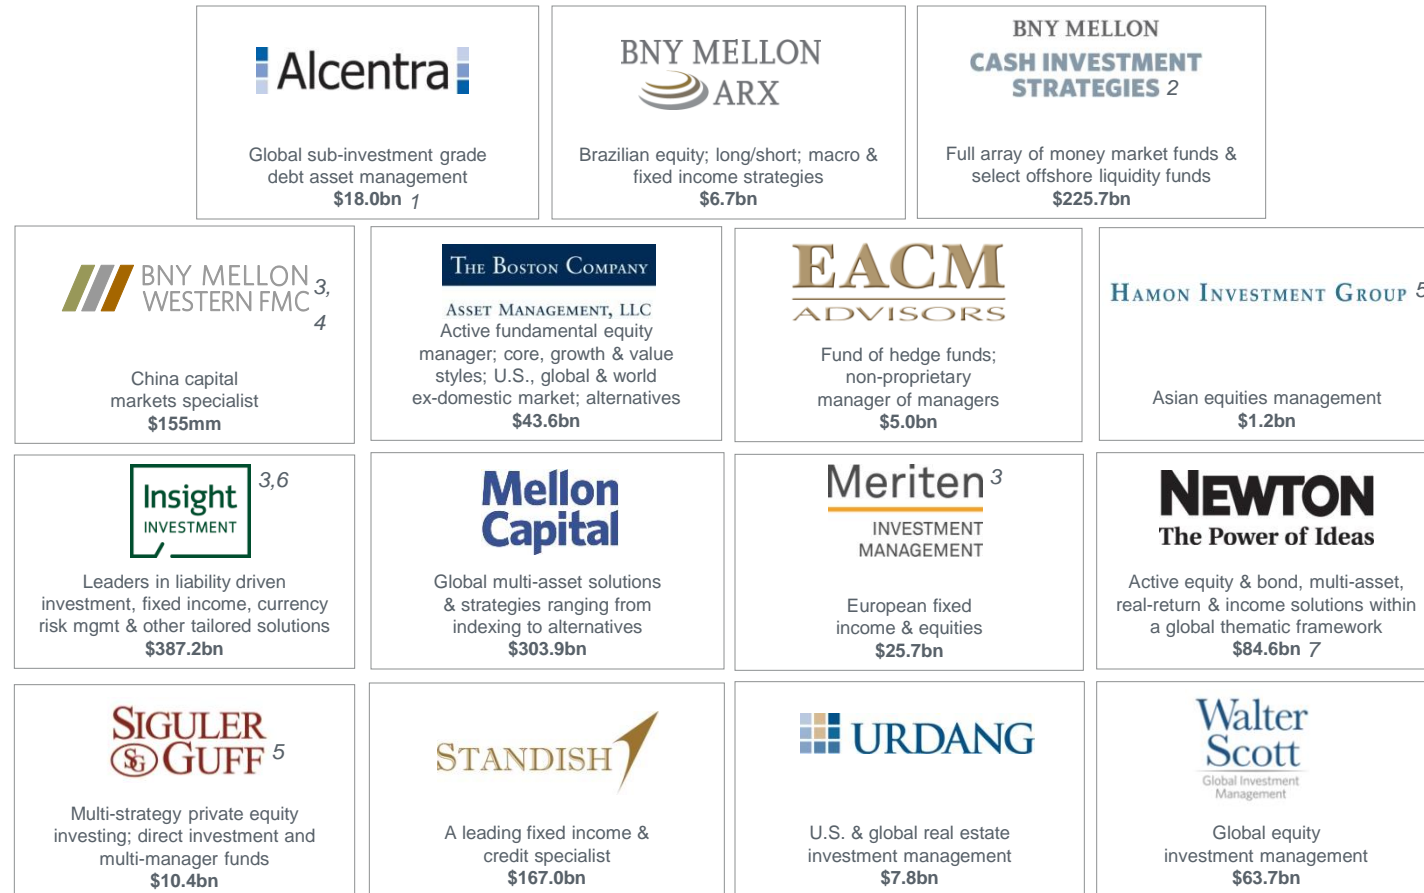 Alcentra
Global sub-investment grade
debt asset management
$18.0bn 1
BNY MELLON
ARX
Brazilian equity; long/short; macro &
fixed income strategies
$6.7bn
BNY MELLON
CASH INVESTMENT
STRATEGIES 2
Full array of money market funds &
select offshore liquidity funds
$225.7bn
BNY MELLON 3,
WESTERN FMC 4
China capital
markets specialist
$155mm
THE BOSTON COMPANY
ASSET MANAGEMENT, LLC
Active fundamental equity
manager; core, growth & value
styles; U.S., global & world
ex-domestic market; alternatives
$43.6bn
EACM
ADVISORS
Fund of hedge funds;
non-proprietary
manager of managers
$5.0bn
HAMON INVESTMENT GROUP 5
Asian equities management
$1.2bn
Insight 3,6
INVESTMENT
Leaders in liability driven
investment, fixed income, currency
risk mgmt & other tailored solutions
$387.2bn
Mellon
Capital
Global multi-asset solutions
& strategies ranging from
indexing to alternatives
$303.9bn
Meriten 3
INVESTMENT
MANAGEMENT
European fixed
income & equities
$25.7bn
NEWTON
The Power of Ideas
Active equity & bond, multi-asset,
real-return & income solutions within
a global thematic framework
$84.6bn 7
SIGULER
SG GUFF 5
Multi-strategy private equity
investing; direct investment and
multi-manager funds
$10.4bn
STANDISH
A leading fixed income &
credit specialist
$167.0bn
URDANG
U.S. & global real estate
investment management
$7.8bn
Walter
Scott
Global Investment
Management
Global equity
investment management
$63.7bn